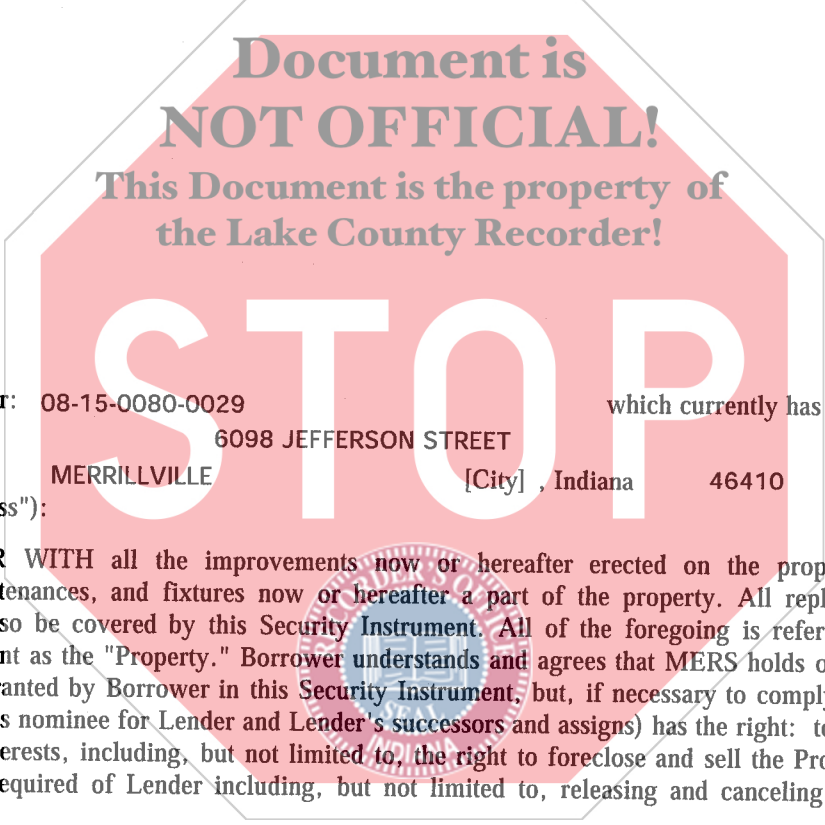 Document is
NOT OFFICIAL!
This Document is the property of
the Lake County Recorder!
STOP
r: 08-15-0080-0029 which currently has
6098 JEFFERSON STREET
MERRILLVILLE [City] , Indiana 46410
ss"):
R WITH all the improvements now or hereafter erected on the prop
tenances, and fixtures now or hereafter a part of the property. All repl
so be covered by this Security Instrument. All of the foregoing is refer
nt as the "Property." Borrower understands and agrees that MERS holds o
ranted by Borrower in this Security Instrument, but, if necessary to comply
s nominee for Lender and Lender's successors and assigns) has the right: to
erests, including, but not limited to, the right to foreclose and sell the Pro
equired of Lender including, but not limited to, releasing and canceling
RECORDER'S OFFICE
SEAL
INDIANA